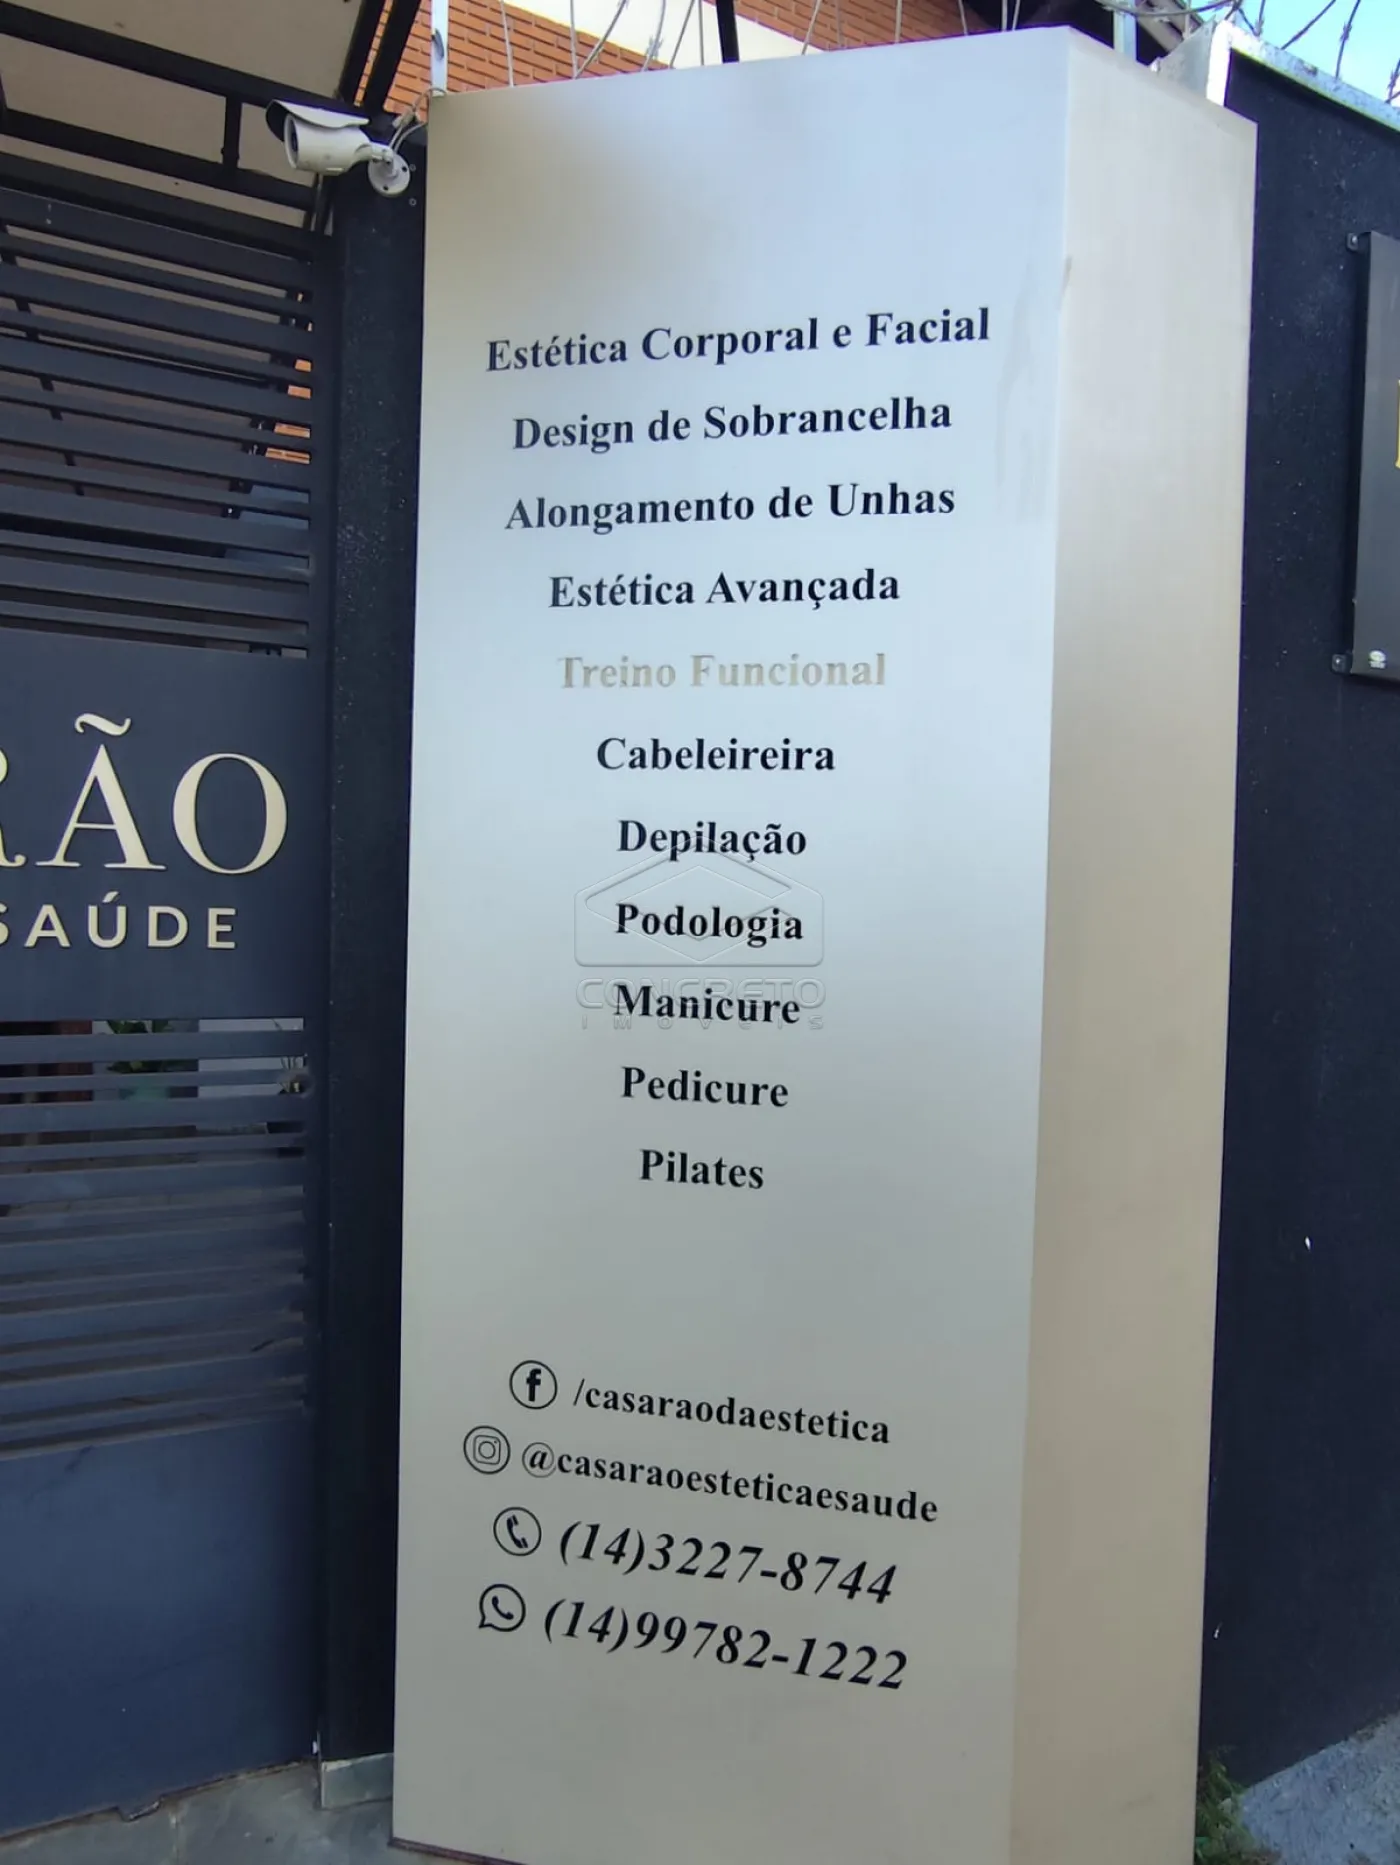 Estética Corporal e Facial
Design de Sobrancelha
Alongamento de Unhas
Estética Avançada
Treino Funcional
Cabeleireira
Depilação
Podologia
Manicure
Pedicure
Pilates
/casaraodaestetica
@casaraoesteticaesaude
(14)3227-8744
(14)99782-1222
RÃO
SAÚDE
CONCRETO
IMÓVEIS